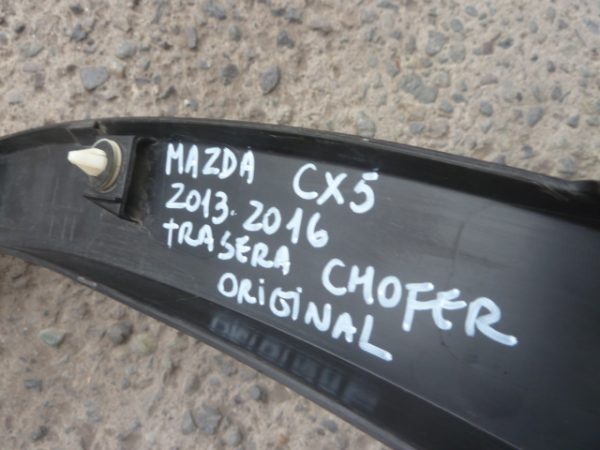 MAZDA CX5
2013.2016
TRASERA CHOFER
ORIGINAL